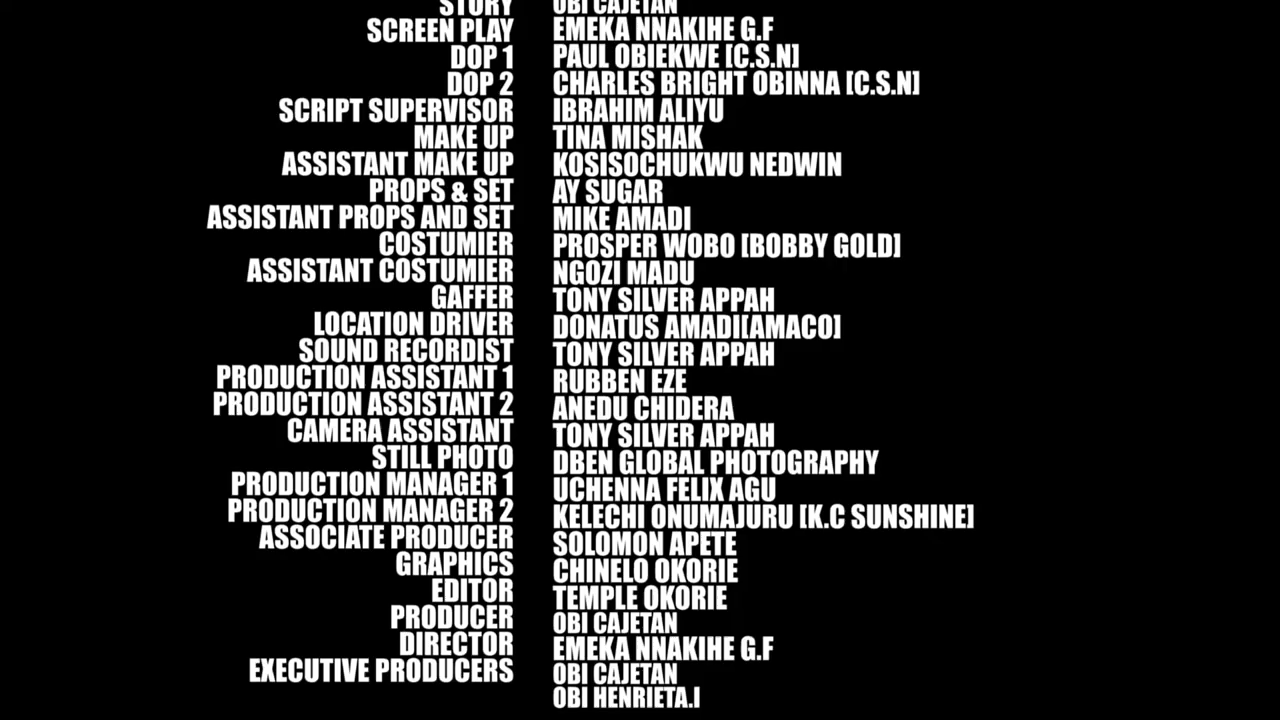 STORY OBI CAJETAN
SCREEN PLAY EMEKA NNAKIHE G.F
DOP 1 PAUL OBIEKWE [C.S.N]
DOP 2 CHARLES BRIGHT OBINNA [C.S.N]
SCRIPT SUPERVISOR IBRAHIM ALIYU
MAKE UP TINA MISHAK
ASSISTANT MAKE UP KOSISOCHUKWU NEDWIN
PROPS & SET AY SUGAR
ASSISTANT PROPS AND SET MIKE AMADI
COSTUMIER PROSPER WOBO [BOBBY GOLD]
ASSISTANT COSTUMIER NGOZI MADU
GAFFER TONY SILVER APPAH
LOCATION DRIVER DONATUS AMADI[AMACO]
SOUND RECORDIST TONY SILVER APPAH
PRODUCTION ASSISTANT 1 RUBBEN EZE
PRODUCTION ASSISTANT 2 ANEDU CHIDERA
CAMERA ASSISTANT TONY SILVER APPAH
STILL PHOTO DBEN GLOBAL PHOTOGRAPHY
PRODUCTION MANAGER 1 UCHENNA FELIX AGU
PRODUCTION MANAGER 2 KELECHI ONUMAJURU [K.C SUNSHINE]
ASSOCIATE PRODUCER SOLOMON APETE
GRAPHICS CHINELO OKORIE
EDITOR TEMPLE OKORIE
PRODUCER OBI CAJETAN
DIRECTOR EMEKA NNAKIHE G.F
EXECUTIVE PRODUCERS OBI CAJETAN
OBI HENRIETA.I